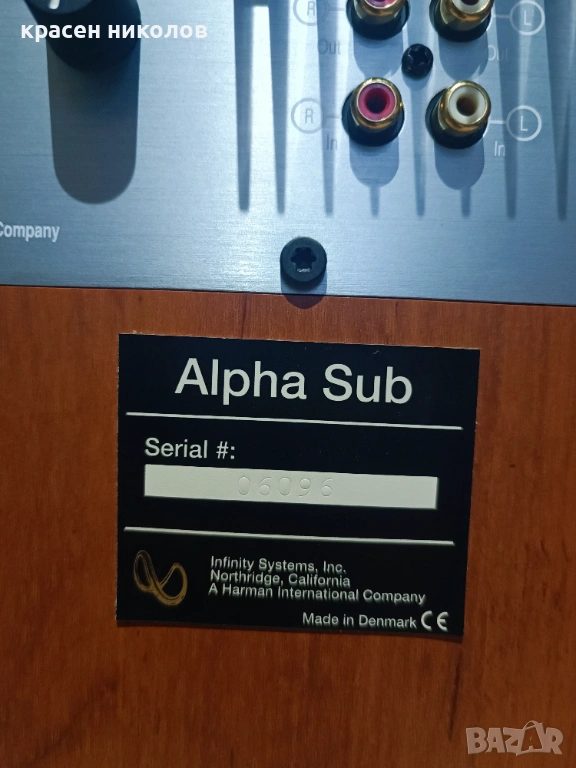 красен николов
R
L
Out
Out
R
L
In
In
Company
Alpha Sub
Serial #:
06096
Infinity Systems, Inc.
Northridge, California
A Harman International Company
Made in Denmark CE
BAZAR